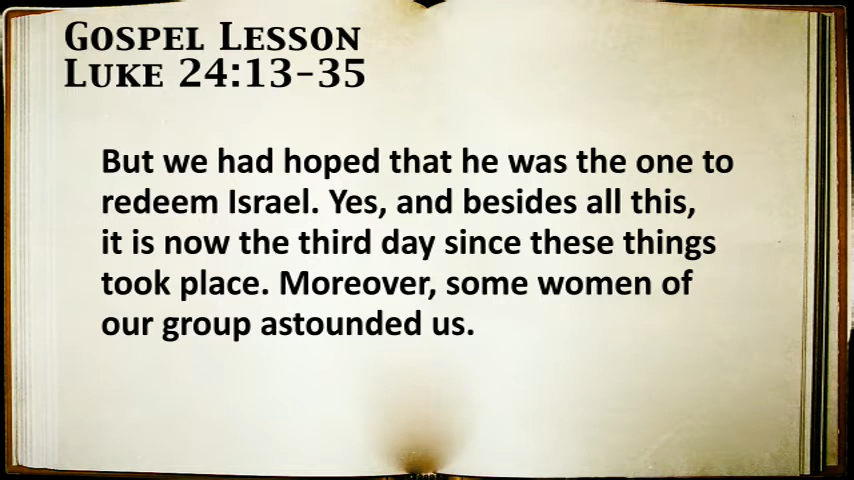 Gospel Lesson
Luke 24:13-35
But we had hoped that he was the one to
redeem Israel. Yes, and besides all this,
it is now the third day since these things
took place. Moreover, some women of
our group astounded us.